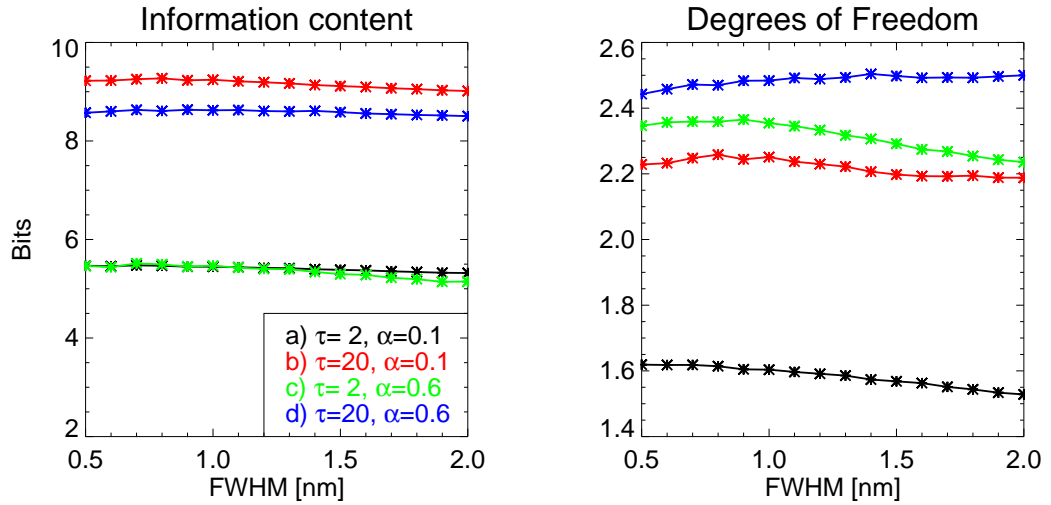 Information content
10
8
6
4
2
Bits
a) τ= 2, α=0.1
b) τ=20, α=0.1
c) τ= 2, α=0.6
d) τ=20, α=0.6
0.5 1.0 1.5 2.0
FWHM [nm]
Degrees of Freedom
2.6
2.4
2.2
2.0
1.8
1.6
1.4
0.5 1.0 1.5 2.0
FWHM [nm]